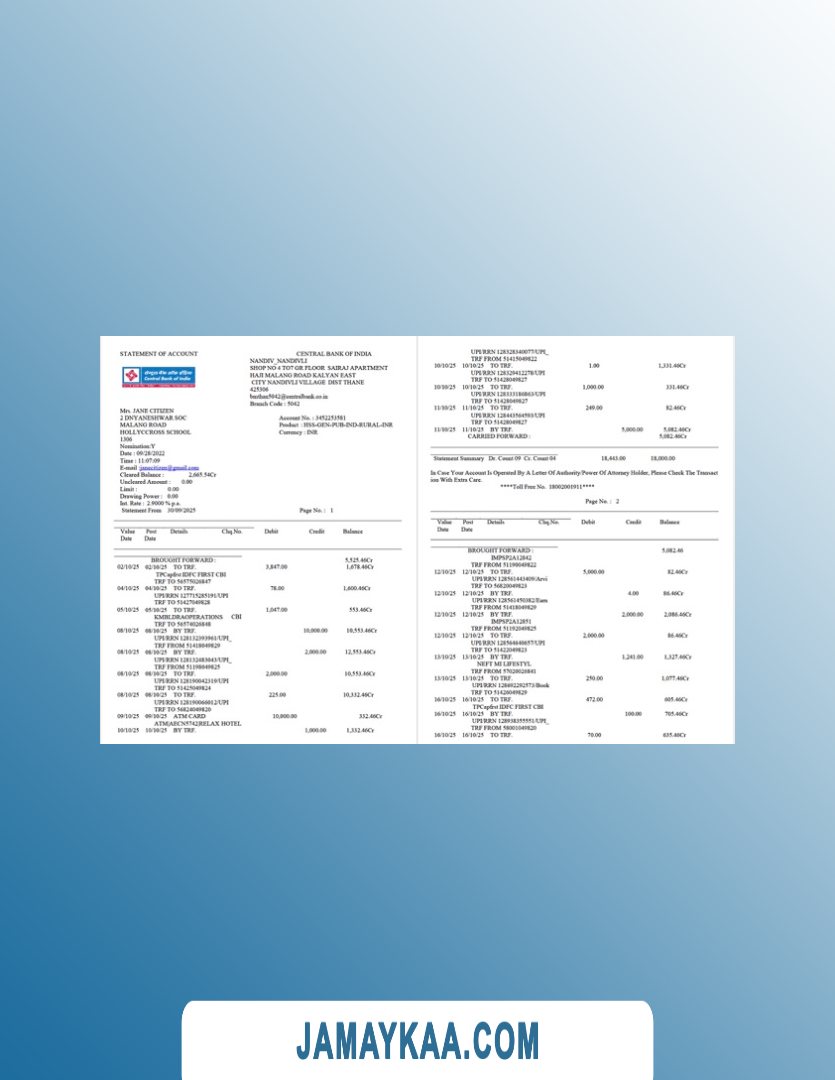 STATEMENT OF ACCOUNT
CENTRAL BANK OF INDIA
NANDIV_NANDIVLI
SHOP NO 4 TO7 GR FLOOR SAIRAJ APARTMENT
HAJI MALANG ROAD KALYAN EAST
CITY NANDIVLI VILLAGE DIST THANE
425306
Branch Code : 5042
सेन्ट्रल बैंक ऑफ इंडिया
Central Bank of India
Mrs. JANE CITIZEN
2 DNYANESHWAR SOC
MALANG ROAD
HOLLYCCROSS SCHOOL
1306
Nomination:Y
Date : 09/28/2022
Time : 11:07:09
E-mail :janecitizen@gmail.com
Cleared Balance : 2,665.54Cr
Uncleared Amount : 0.00
Limit : 0.00
Drawing Power : 0.00
Int. Rate : 2.9000 % p.a.
Statement From 30/09/2025 Page No. : 1
Account No. : 3452253581
Product : HSS-GEN-PUB-IND-RURAL-INR
Currency : INR
Value Post Details Chq.No. Debit Credit Balance
Date Date
BROUGHT FORWARD : 5,525.46Cr
02/10/25 02/10/25 TO TRF. 3,847.00 1,678.46Cr
TPCapfrst IDFC FIRST CBI
TRF TO 56575026847
04/10/25 04/10/25 TO TRF. 78.00 1,600.46Cr
UPI/RRN 127715285191/UPI
TRF TO 51427049828
05/10/25 05/10/25 TO TRF. 1,047.00 553.46Cr
KMBLDRAOPERATIONS CBI
TRF TO 56574026848
08/10/25 08/10/25 BY TRF. 10,000.00 10,553.46Cr
UPI/RRN 128132393961/UPI_
TRF FROM 51418049829
08/10/25 08/10/25 BY TRF. 2,000.00 12,553.46Cr
UPI/RRN 128132483043/UPI_
TRF FROM 51198049825
08/10/25 08/10/25 TO TRF. 2,000.00 10,553.46Cr
UPI/RRN 128190042319/UPI
TRF TO 51425049824
08/10/25 08/10/25 TO TRF. 225.00 10,332.46Cr
UPI/RRN 128190066012/UPI
TRF TO 56824049820
09/10/25 09/10/25 ATM CARD 10,000.00 332.46Cr
ATM|AECN5742|RELAX HOTEL
10/10/25 10/10/25 BY TRF. 1,000.00 1,332.46Cr
UPI/RRN 128328340077/UPI_
TRF FROM 51415049822
10/10/25 10/10/25 TO TRF. 1.00 1,331.46Cr
UPI/RRN 128329412278/UPI
TRF TO 51428049827
10/10/25 10/10/25 TO TRF. 1,000.00 331.46Cr
UPI/RRN 128333186863/UPI
TRF TO 51428049827
11/10/25 11/10/25 TO TRF. 249.00 82.46Cr
UPI/RRN 128443564593/UPI
TRF TO 51428049827
11/10/25 11/10/25 BY TRF. 5,000.00 5,082.46Cr
CARRIED FORWARD : 5,082.46Cr
Statement Summary Dr. Count 09 Cr. Count 04 18,443.00 18,000.00
In Case Your Account Is Operated By A Letter Of Authority/Power Of Attorney Holder, Please Check The Transact
ion With Extra Care.
****Toll Free No. 18002001911****
Page No. : 2
Value Post Details Chq.No. Debit Credit Balance
Date Date
BROUGHT FORWARD : 5,082.46
IMPSP2A12842
TRF FROM 51190049822
12/10/25 12/10/25 TO TRF. 5,000.00 82.46Cr
UPI/RRN 128561443409/Arvi
TRF TO 56820049823
12/10/25 12/10/25 BY TRF. 4.00 86.46Cr
UPI/RRN 128561450382/Eam
TRF FROM 51418049829
12/10/25 12/10/25 BY TRF. 2,000.00 2,086.46Cr
IMPSP2A12851
TRF FROM 51192049825
12/10/25 12/10/25 TO TRF. 2,000.00 86.46Cr
UPI/RRN 128564646657/UPI
TRF TO 51422049823
13/10/25 13/10/25 BY TRF. 1,241.00 1,327.46Cr
NEFT MI LIFESTYL
TRF FROM 57020026841
13/10/25 13/10/25 TO TRF. 250.00 1,077.46Cr
UPI/RRN 128692292573/Book
TRF TO 51426049829
16/10/25 16/10/25 TO TRF. 472.00 605.46Cr
TPCapfrst IDFC FIRST CBI
16/10/25 16/10/25 BY TRF. 100.00 705.46Cr
UPI/RRN 128938355551/UPI_
TRF FROM 58001049820
16/10/25 16/10/25 TO TRF. 70.00 635.46Cr
JAMAYKAA.COM